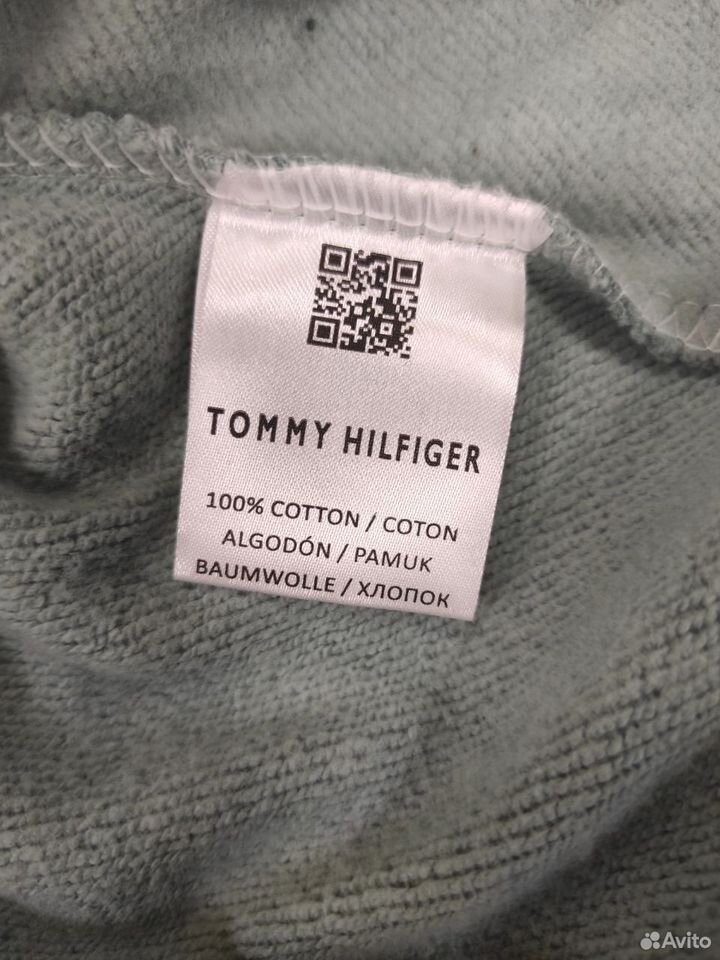 TOMMY HILFIGER
100% COTTON / COTON
ALGODÓN / PAMUK
BAUMWOLLE / ХЛОПОК
Avito